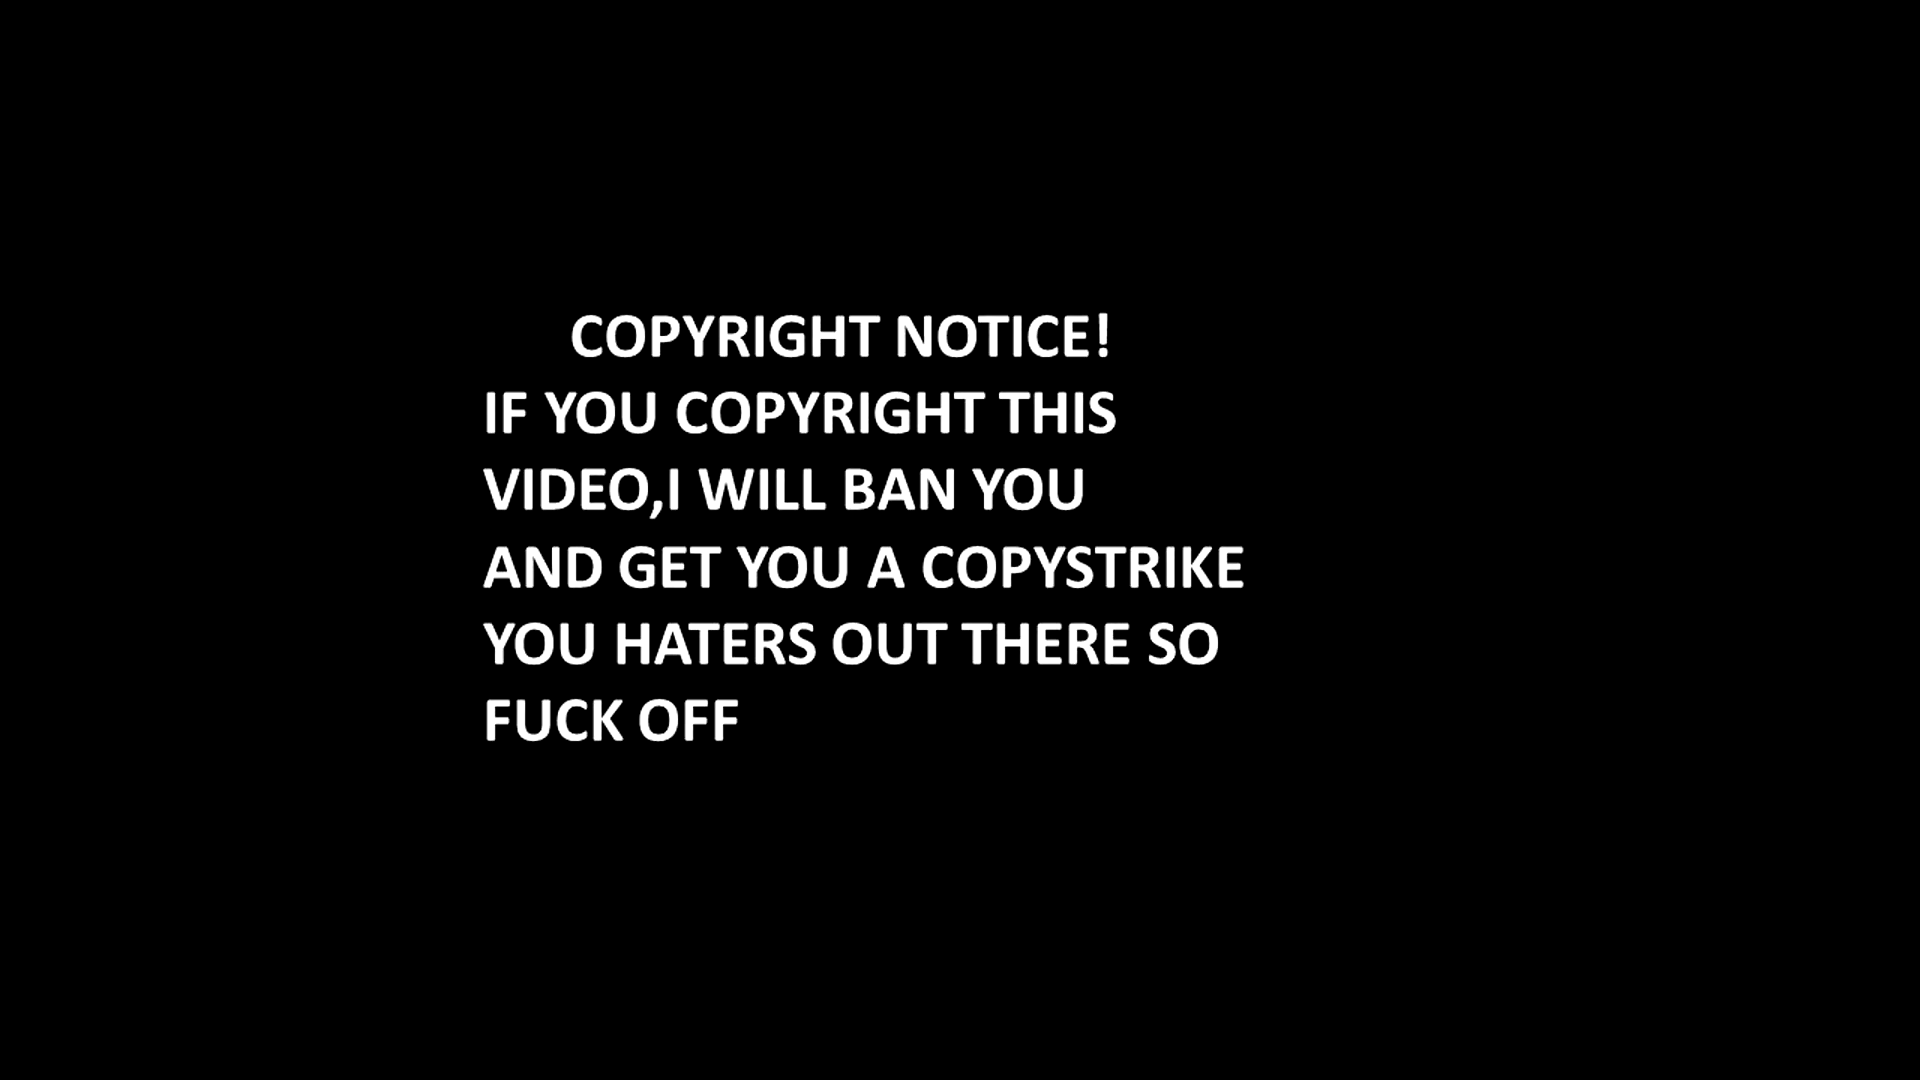 COPYRIGHT NOTICE!
IF YOU COPYRIGHT THIS
VIDEO,I WILL BAN YOU
AND GET YOU A COPYSTRIKE
YOU HATERS OUT THERE SO
FUCK OFF